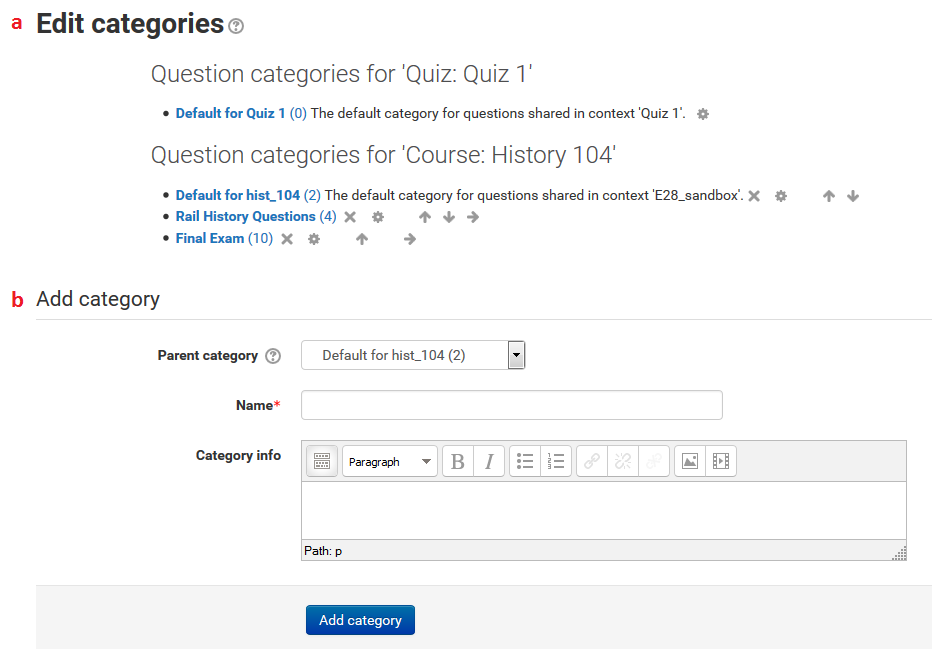 a Edit categories
Question categories for 'Quiz: Quiz 1'
Default for Quiz 1 (0) The default category for questions shared in context 'Quiz 1'.
Question categories for 'Course: History 104'
Default for hist_104 (2) The default category for questions shared in context 'E28_sandbox'.
Rail History Questions (4)
Final Exam (10)
b Add category
Parent category Default for hist_104 (2)
Name*
Category info
Paragraph B I
Path: p
Add category